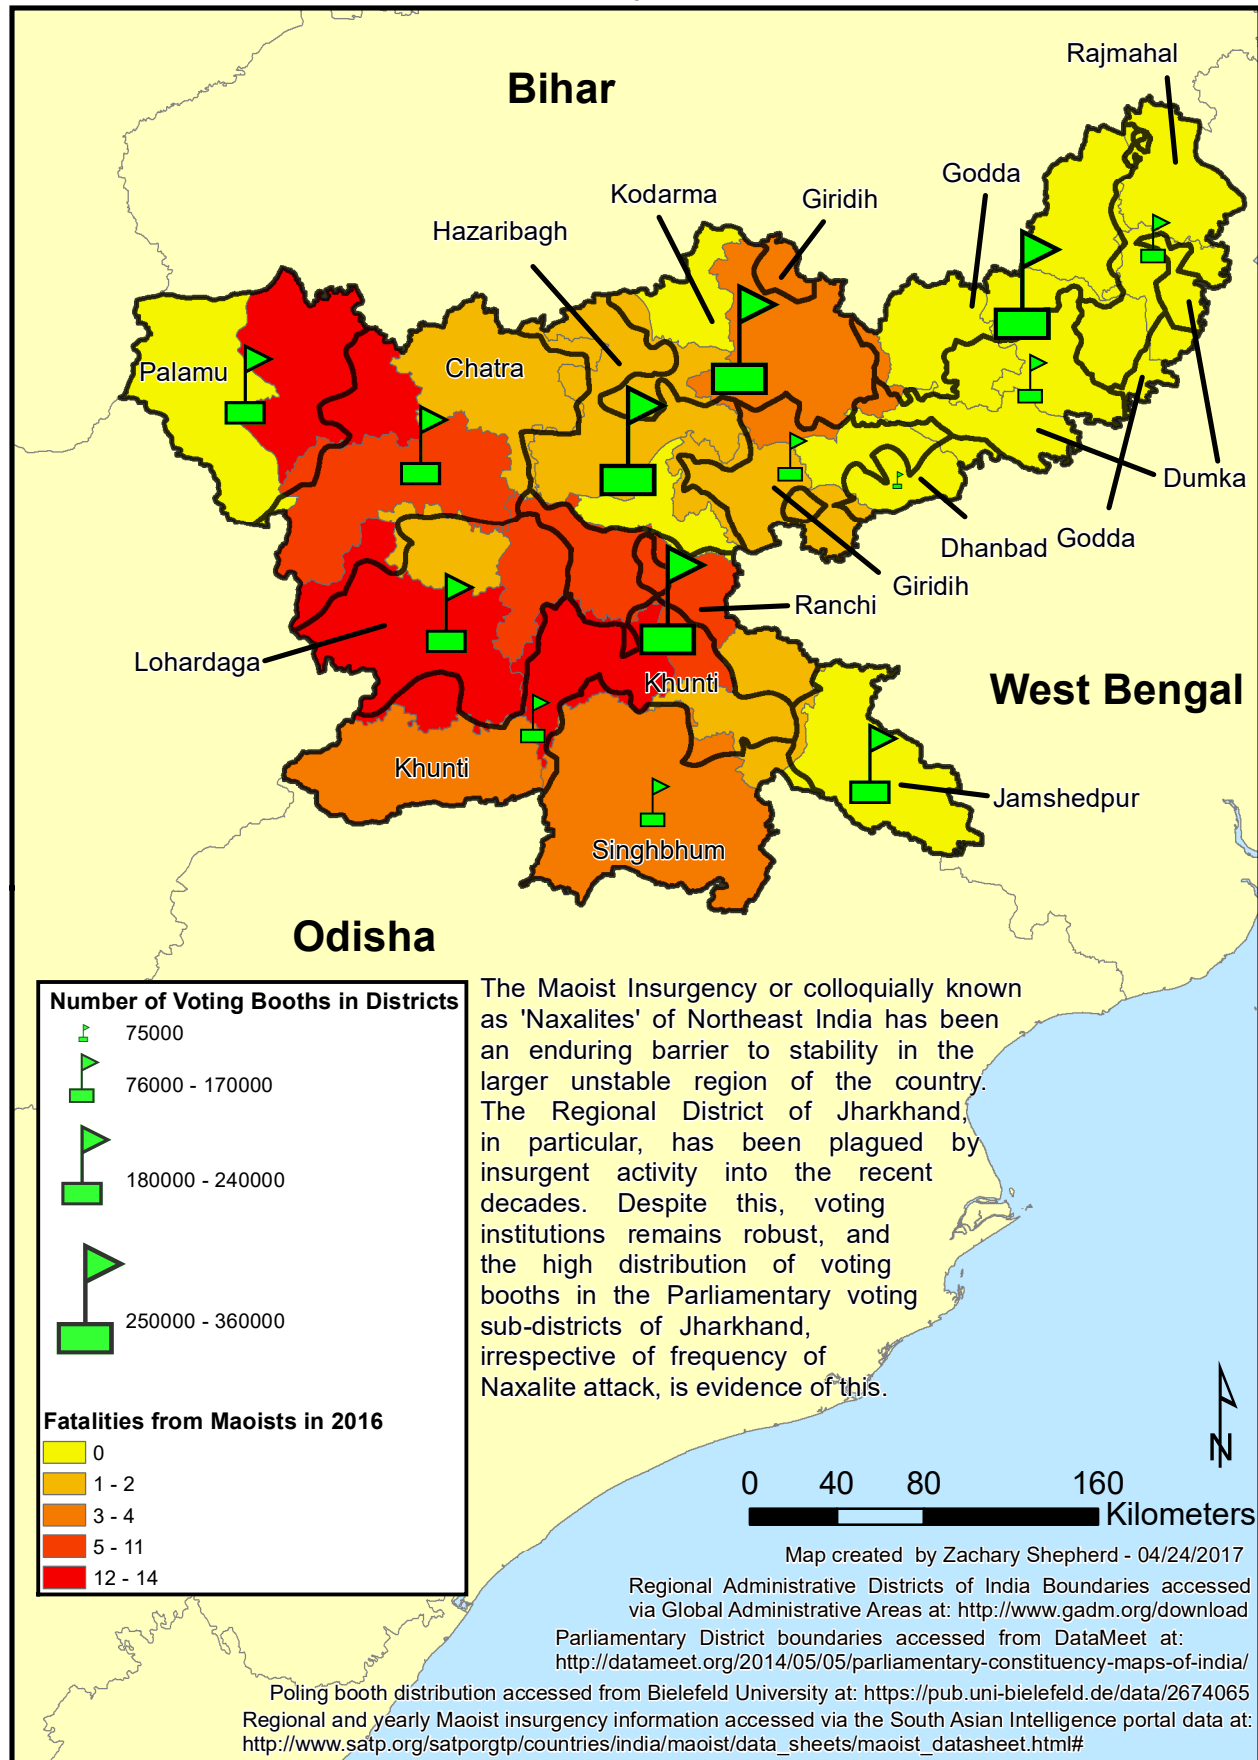 Bihar
Rajmahal
Godda
Kodarma
Giridih
Hazaribagh
Palamu
Chatra
Dumka
Dhanbad
Godda
Giridih
Ranchi
Lohardaga
Khunti
West Bengal
Khunti
Jamshedpur
Singhbhum
Odisha
Number of Voting Booths in Districts
75000
76000 - 170000
180000 - 240000
250000 - 360000
Fatalities from Maoists in 2016
0
1 - 2
3 - 4
5 - 11
12 - 14
The Maoist Insurgency or colloquially known
as 'Naxalites' of Northeast India has been
an enduring barrier to stability in the
larger unstable region of the country.
The Regional District of Jharkhand,
in particular, has been plagued by
insurgent activity into the recent
decades. Despite this, voting
institutions remains robust, and
the high distribution of voting
booths in the Parliamentary voting
sub-districts of Jharkhand,
irrespective of frequency of
Naxalite attack, is evidence of this.
N
0 40 80 160
Kilometers
Map created by Zachary Shepherd - 04/24/2017
Regional Administrative Districts of India Boundaries accessed
via Global Administrative Areas at: http://www.gadm.org/download
Parliamentary District boundaries accessed from DataMeet at:
http://datameet.org/2014/05/05/parliamentary-constituency-maps-of-india/
Poling booth distribution accessed from Bielefeld University at: https://pub.uni-bielefeld.de/data/2674065
Regional and yearly Maoist insurgency information accessed via the South Asian Intelligence portal data at:
http://www.satp.org/satporgtp/countries/india/maoist/data_sheets/maoist_datasheet.html#